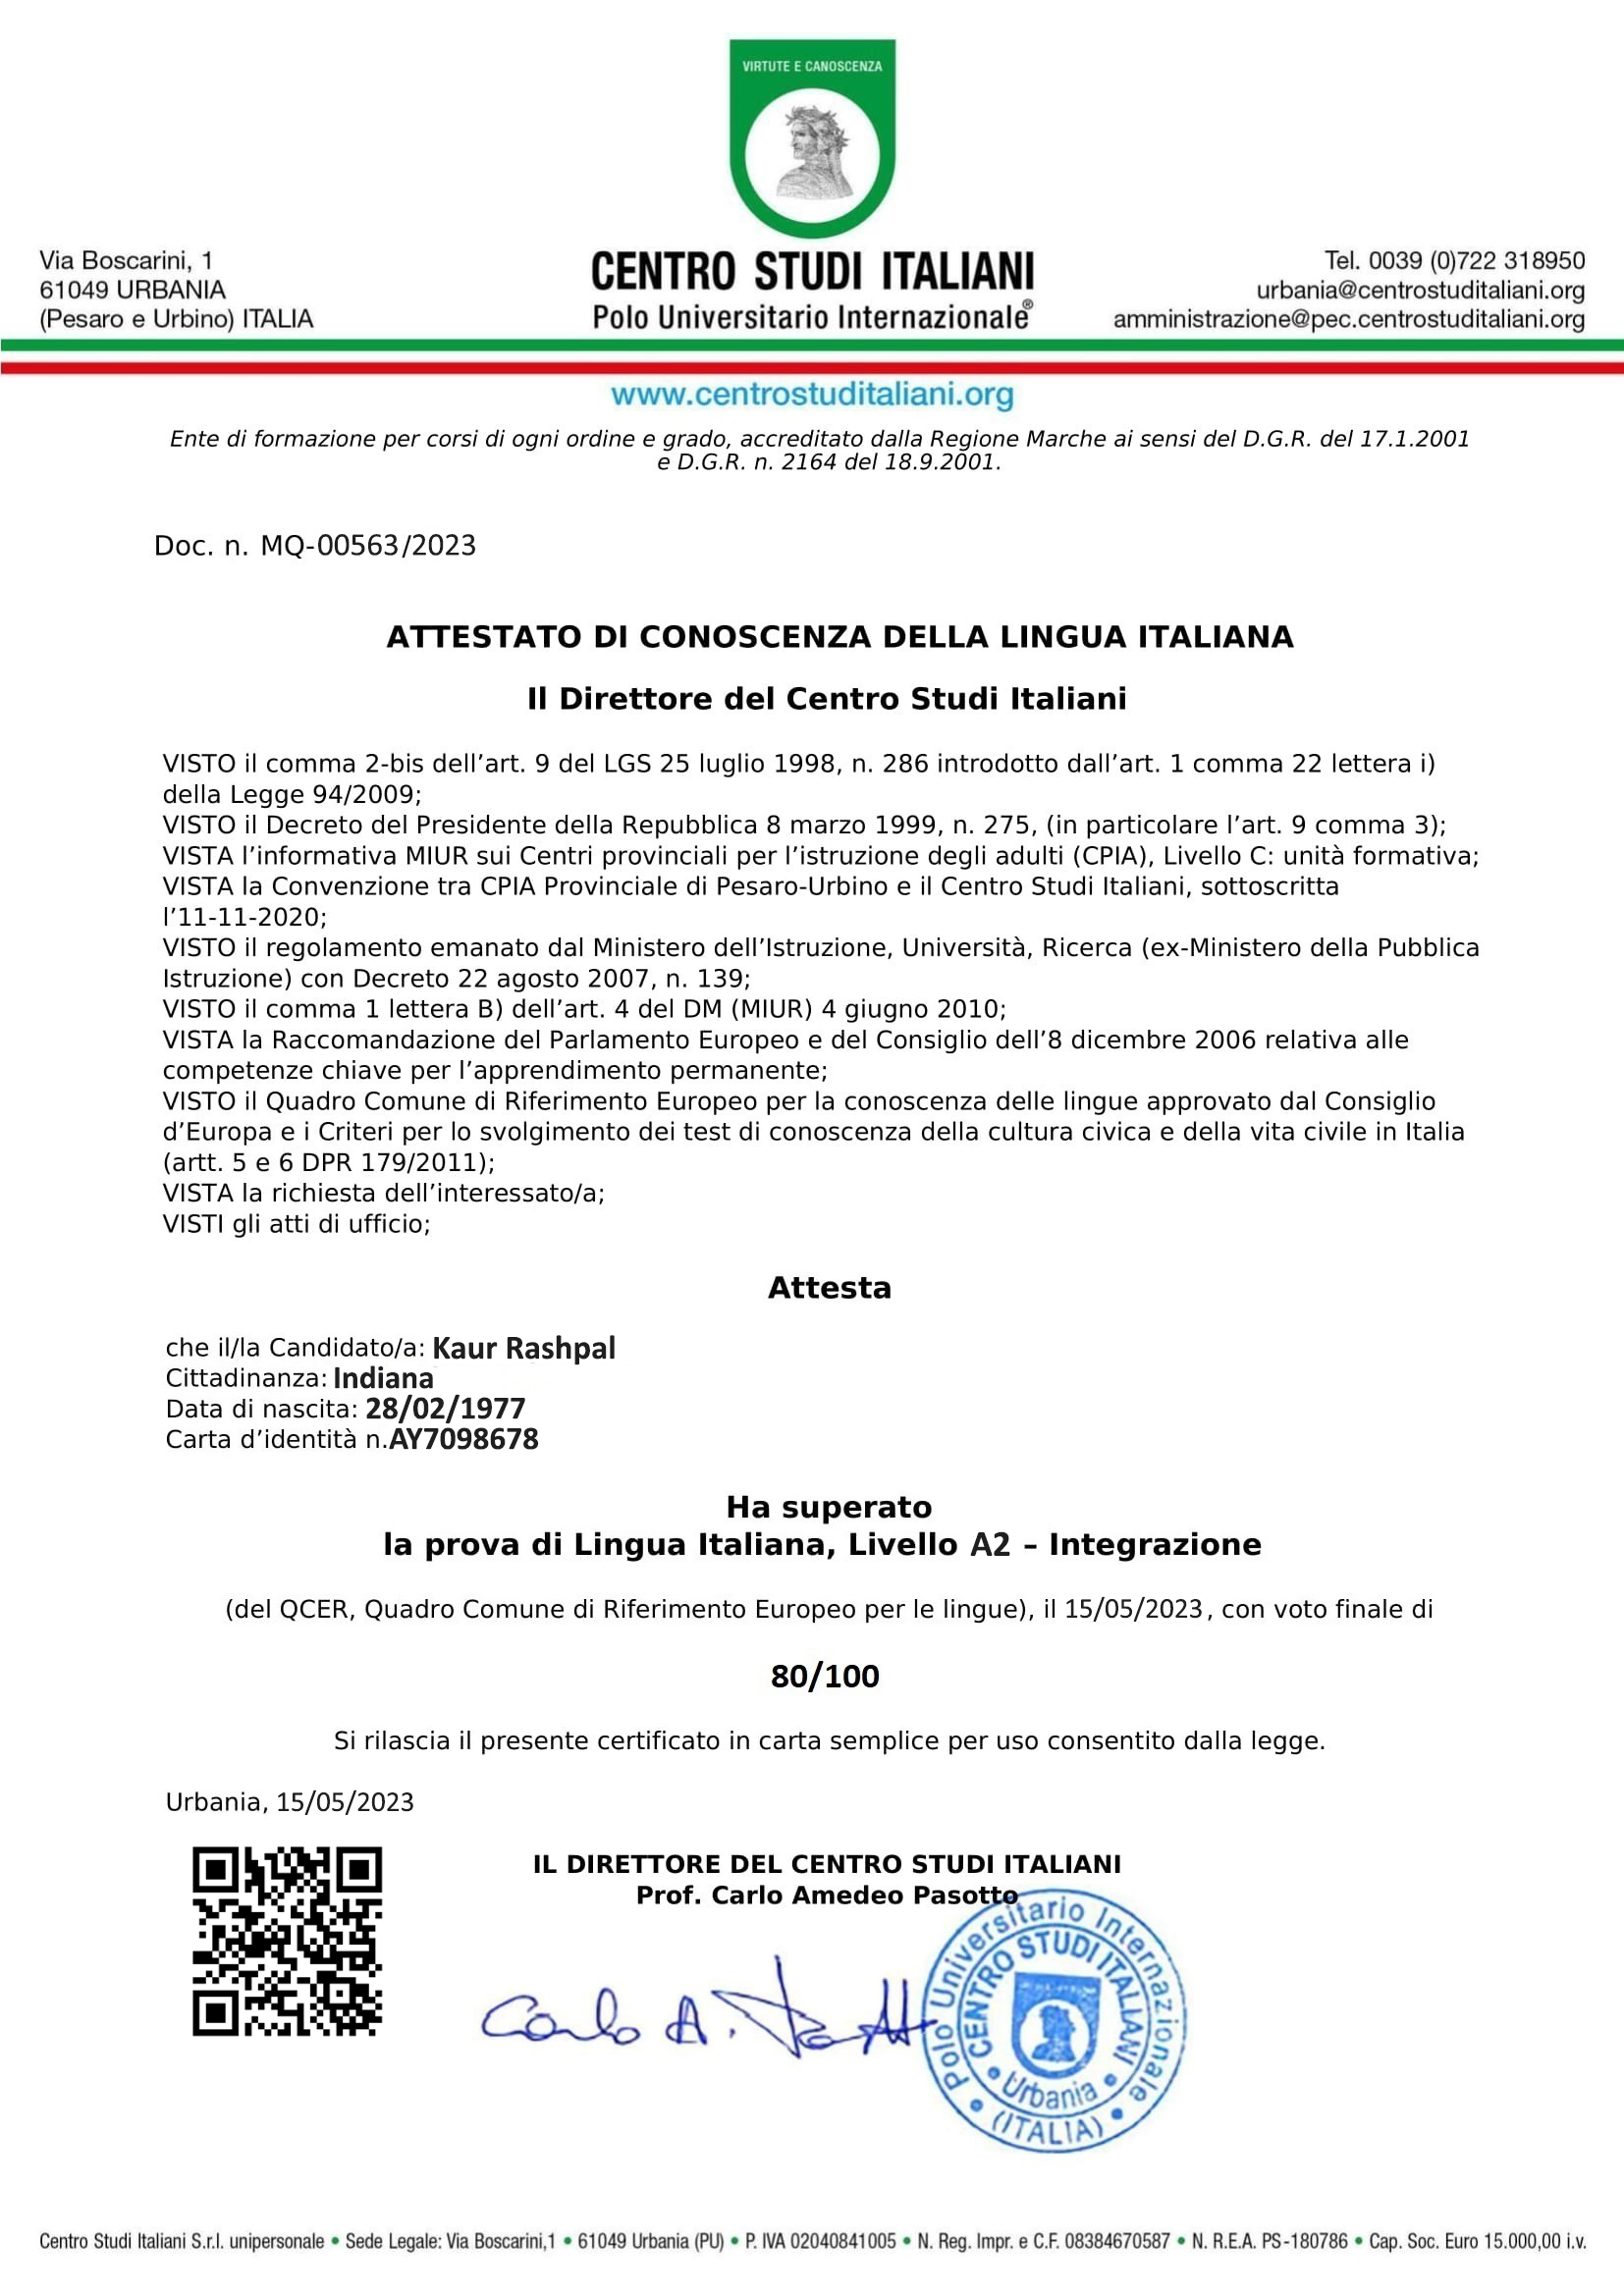 VIRTUTE E CANOSCENZA
Via Boscarini, 1
61049 URBANIA
(Pesaro e Urbino) ITALIA
CENTRO STUDI ITALIANI
Polo Universitario Internazionale®
Tel. 0039 (0)722 318950
urbania@centrostuditaliani.org
amministrazione@pec.centrostuditaliani.org
www.centrostuditaliani.org
Ente di formazione per corsi di ogni ordine e grado, accreditato dalla Regione Marche ai sensi del D.G.R. del 17.1.2001
e D.G.R. n. 2164 del 18.9.2001.
Doc. n. MQ-00563/2023
ATTESTATO DI CONOSCENZA DELLA LINGUA ITALIANA
Il Direttore del Centro Studi Italiani
VISTO il comma 2-bis dell’art. 9 del LGS 25 luglio 1998, n. 286 introdotto dall’art. 1 comma 22 lettera i)
della Legge 94/2009;
VISTO il Decreto del Presidente della Repubblica 8 marzo 1999, n. 275, (in particolare l’art. 9 comma 3);
VISTA l’informativa MIUR sui Centri provinciali per l’istruzione degli adulti (CPIA), Livello C: unità formativa;
VISTA la Convenzione tra CPIA Provinciale di Pesaro-Urbino e il Centro Studi Italiani, sottoscritta
l’11-11-2020;
VISTO il regolamento emanato dal Ministero dell’Istruzione, Università, Ricerca (ex-Ministero della Pubblica
Istruzione) con Decreto 22 agosto 2007, n. 139;
VISTO il comma 1 lettera B) dell’art. 4 del DM (MIUR) 4 giugno 2010;
VISTA la Raccomandazione del Parlamento Europeo e del Consiglio dell’8 dicembre 2006 relativa alle
competenze chiave per l’apprendimento permanente;
VISTO il Quadro Comune di Riferimento Europeo per la conoscenza delle lingue approvato dal Consiglio
d’Europa e i Criteri per lo svolgimento dei test di conoscenza della cultura civica e della vita civile in Italia
(artt. 5 e 6 DPR 179/2011);
VISTA la richiesta dell’interessato/a;
VISTI gli atti di ufficio;
Attesta
che il/la Candidato/a: Kaur Rashpal
Cittadinanza: Indiana
Data di nascita: 28/02/1977
Carta d’identità n.AY7098678
Ha superato
la prova di Lingua Italiana, Livello A2 – Integrazione
(del QCER, Quadro Comune di Riferimento Europeo per le lingue), il 15/05/2023, con voto finale di
80/100
Si rilascia il presente certificato in carta semplice per uso consentito dalla legge.
Urbania, 15/05/2023
IL DIRETTORE DEL CENTRO STUDI ITALIANI
Prof. Carlo Amedeo Pasotto
Carlo A. Pasotto
Polo Universitario Internazionale
CENTRO STUDI ITALIANI
Urbania
(ITALIA)
Centro Studi Italiani S.r.l. unipersonale • Sede Legale: Via Boscarini,1 • 61049 Urbania (PU) • P. IVA 02040841005 • N. Reg. Impr. e C.F. 08384670587 • N. R.E.A. PS-180786 • Cap. Soc. Euro 15.000,00 i.v.